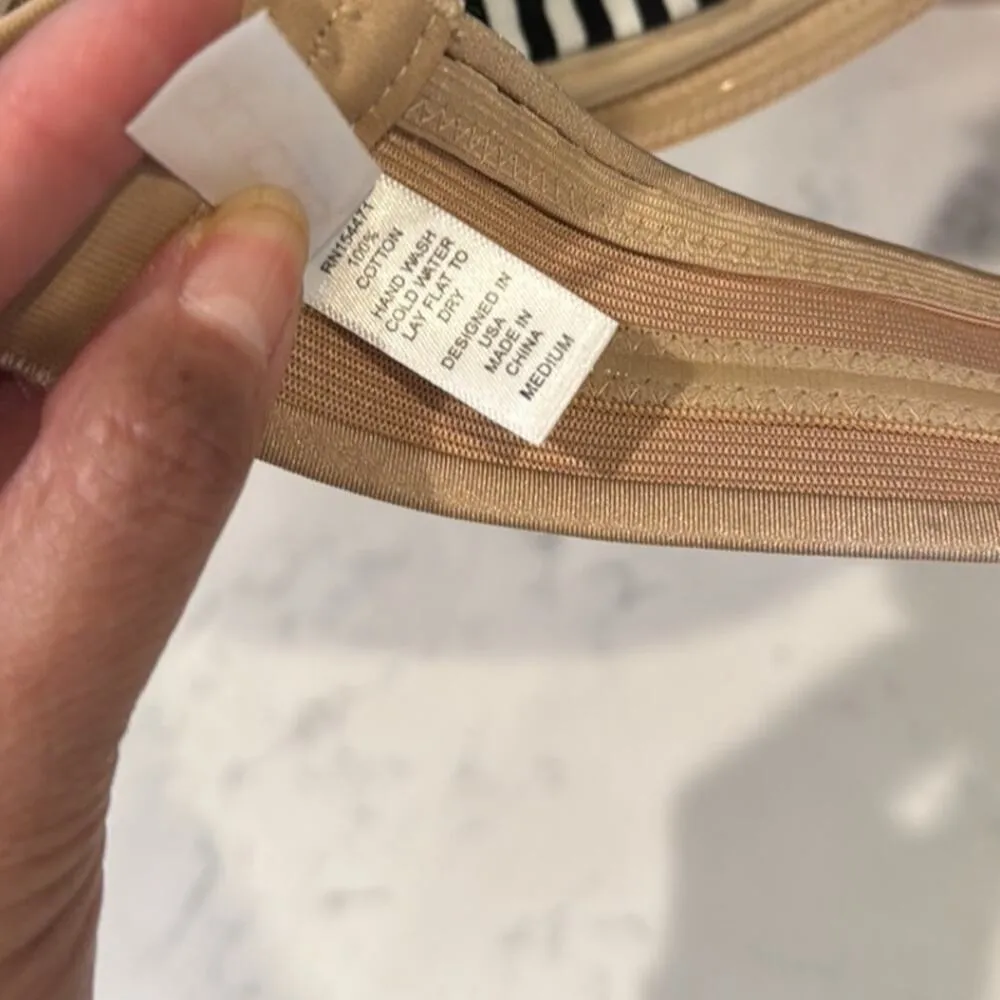 RN154471
100%
COTTON
HAND WASH
COLD WATER
LAY FLAT TO
DRY
DESIGNED IN
USA
MADE IN
CHINA
MEDIUM